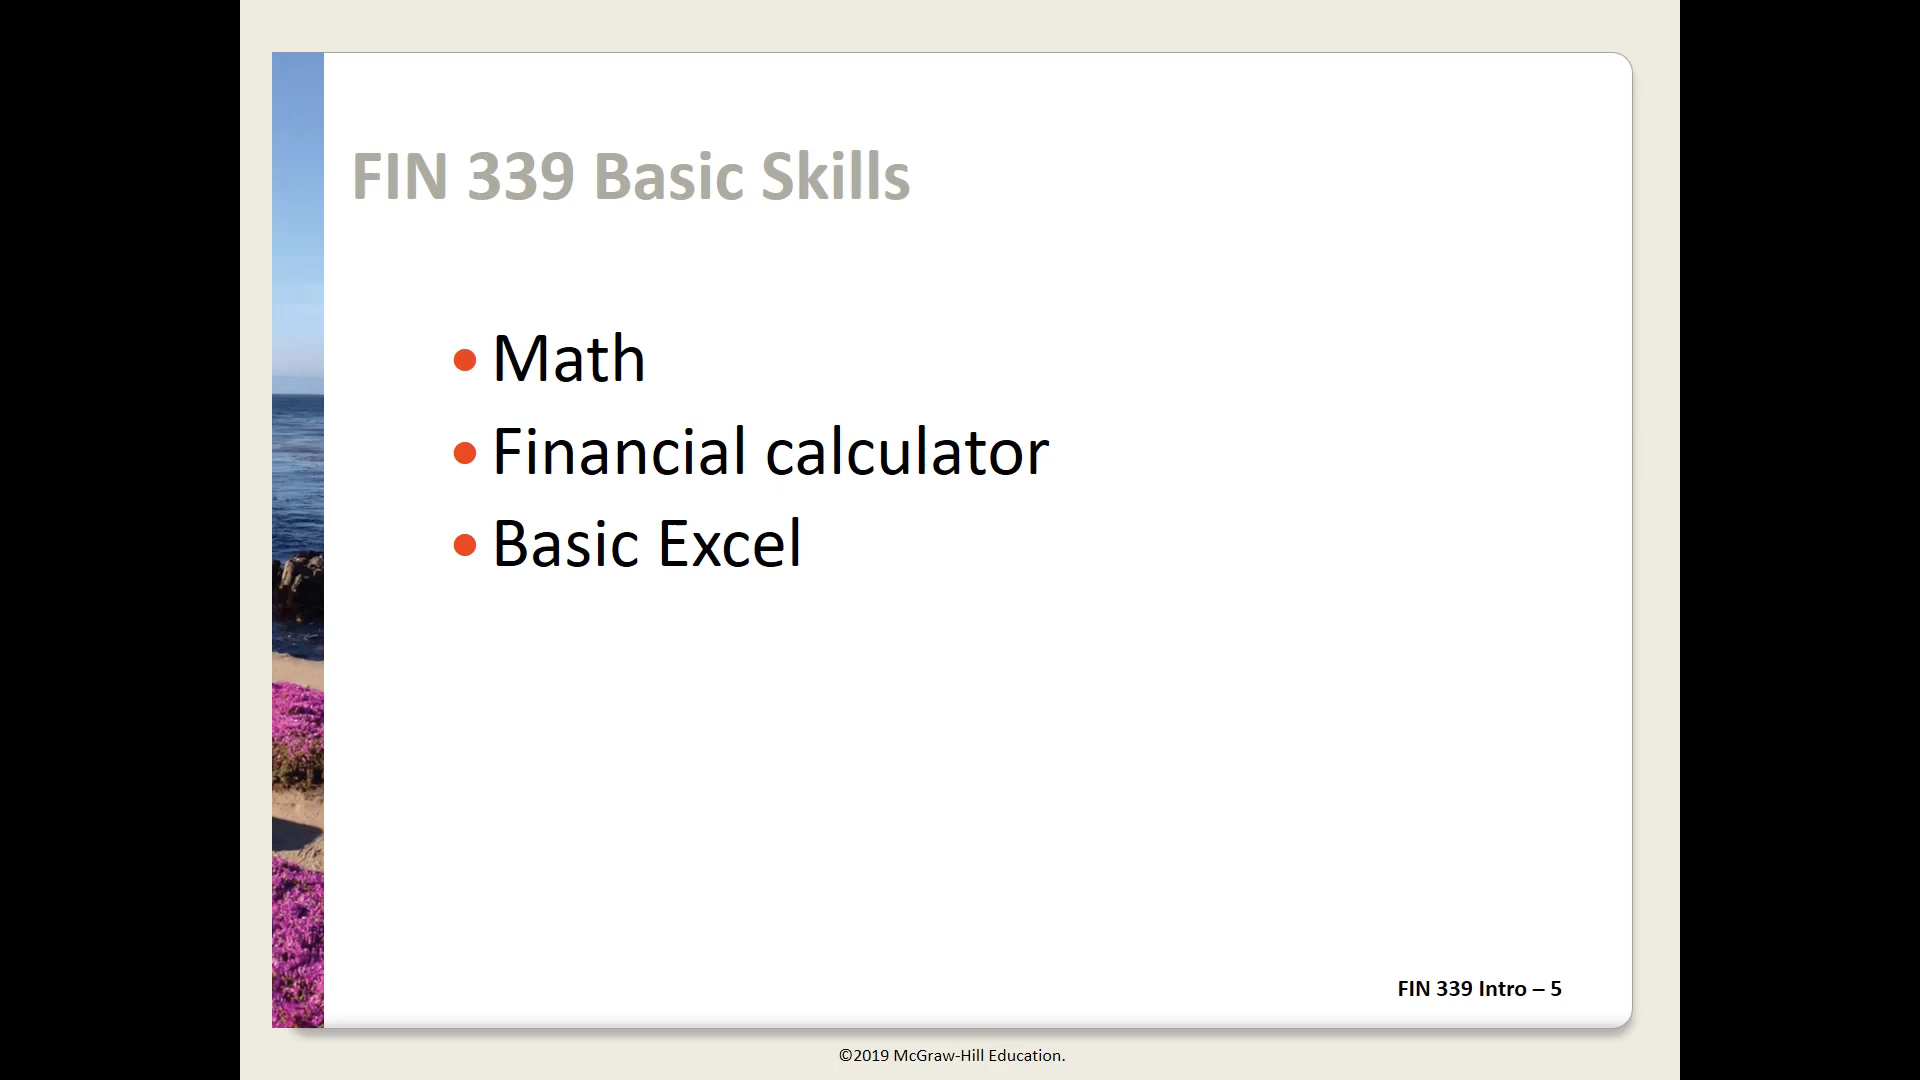 FIN 339 Basic Skills
• Math
• Financial calculator
• Basic Excel
FIN 339 Intro – 5
©2019 McGraw-Hill Education.